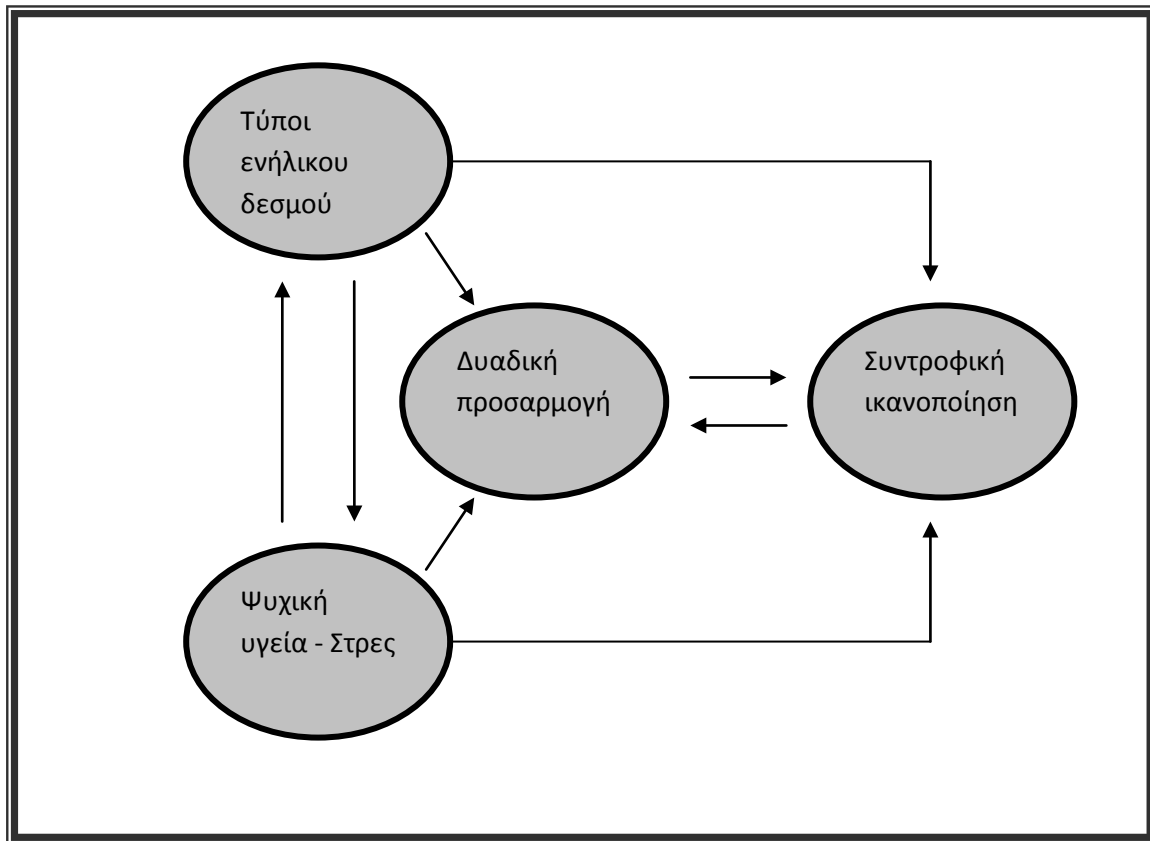 Τύποι
ενήλικου
δεσμού
Δυαδική
προσαρμογή
Συντροφική
ικανοποίηση
Ψυχική
υγεία - Στρες